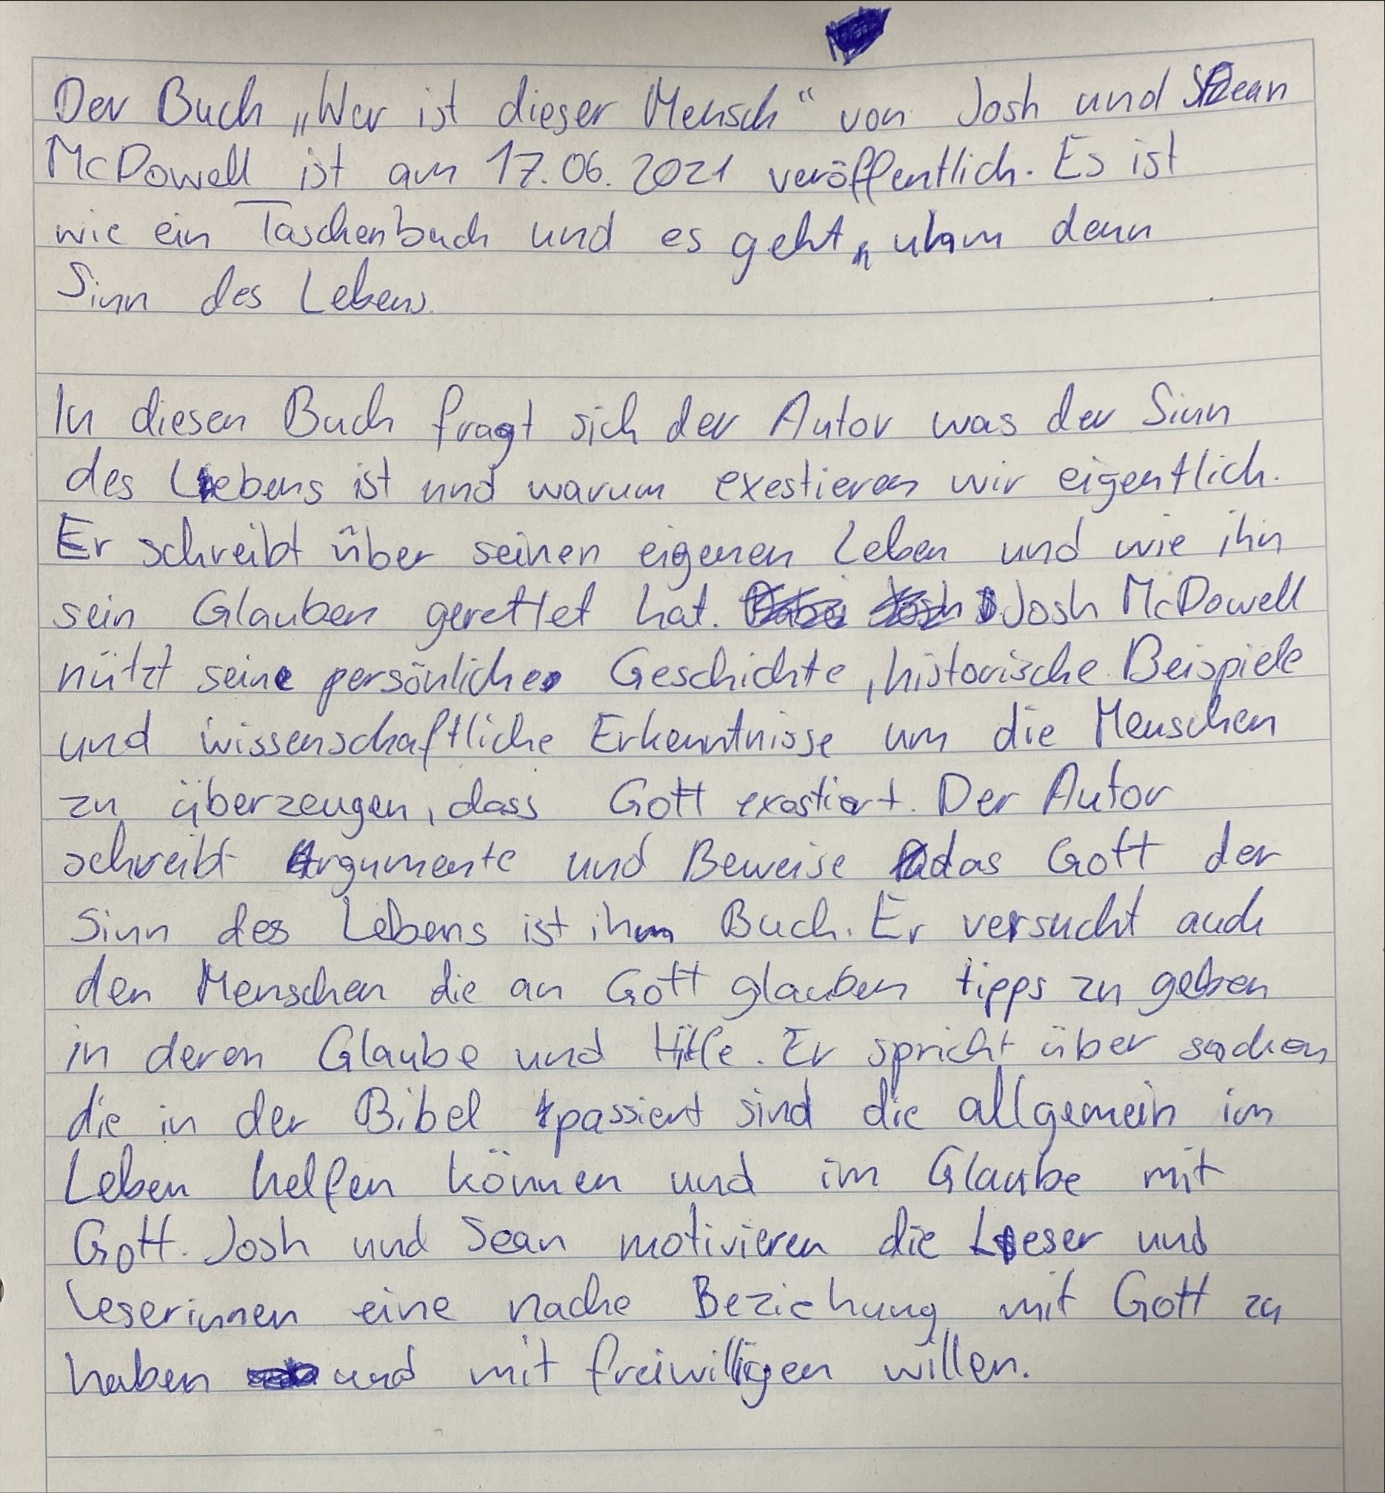 Der Buch „Wer ist dieser Mensch“ von Josh und Sean
McDowell ist am 17.06.2021 veröffentlich. Es ist
wie ein Taschenbuch und es geht, um denn
Sinn des Lebens.
In diesen Buch fragt sich der Autor was der Sinn
des Lebens ist und warum exestieren wir eigentlich.
Er schreibt über seinen eigenen Leben und wie ihn
sein Glauben gerettet hat. Josh McDowell
nützt seine persönliche Geschichte, historische Beispiele
und wissenschaftliche Erkenntnisse um die Menschen
zu überzeugen, dass Gott exestiert. Der Autor
schreibt Argumente und Beweise das Gott der
Sinn des Lebens ist ihm Buch. Er versucht auch
den Menschen die an Gott glauben tipps zu geben
in deren Glaube und Hilfe. Er spricht über sachen
die in der Bibel passiert sind die allgemein im
Leben helfen können und im Glaube mit
Gott. Josh und Sean motivieren die Leser und
Leserinnen eine nache Beziehung mit Gott zu
haben und mit freiwilligen willen.